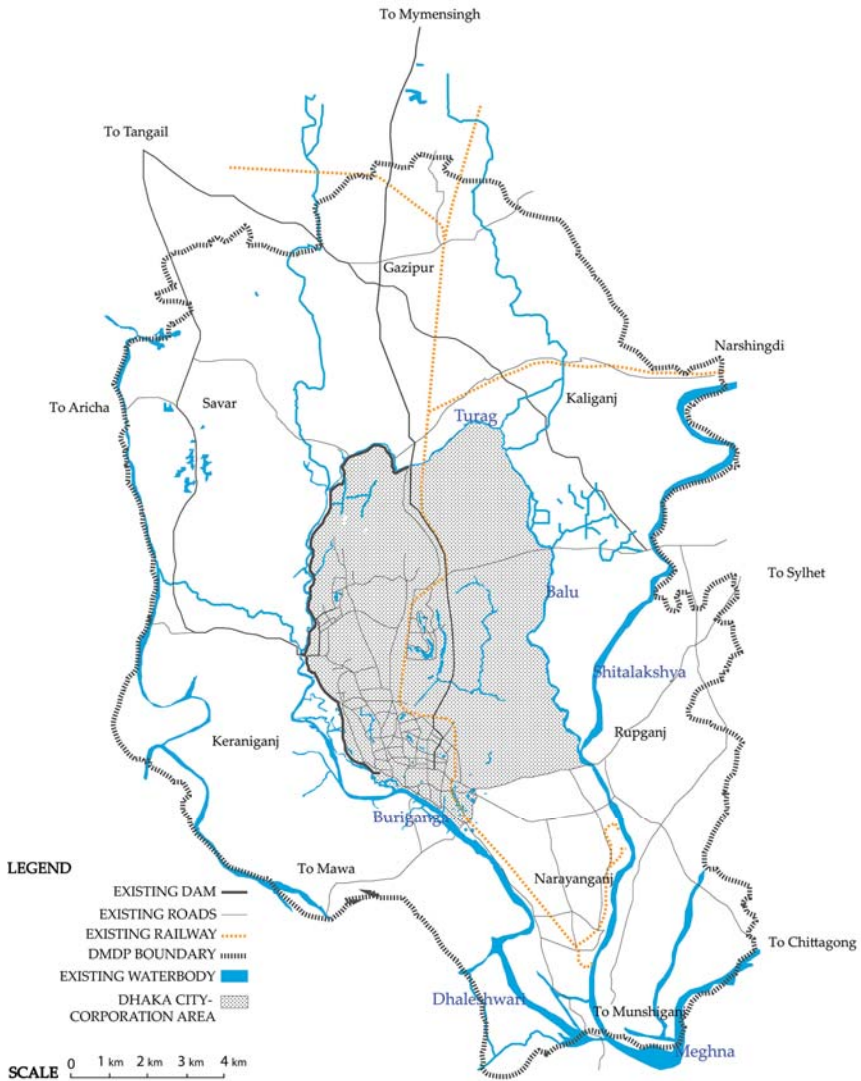 To Mymensingh
To Tangail
Gazipur
Narshingdi
To Aricha
Savar
Kaliganj
Turag
To Sylhet
Balu
Shitalakshya
Keraniganj
Rupganj
Buriganga
To Mawa
Narayanganj
To Chittagong
Dhaleshwari
To Munshiganj
Meghna
LEGEND
EXISTING DAM
EXISTING ROADS
EXISTING RAILWAY
DMDP BOUNDARY
EXISTING WATERBODY
DHAKA CITY-
CORPORATION AREA
SCALE 0 1 km 2 km 3 km 4 km